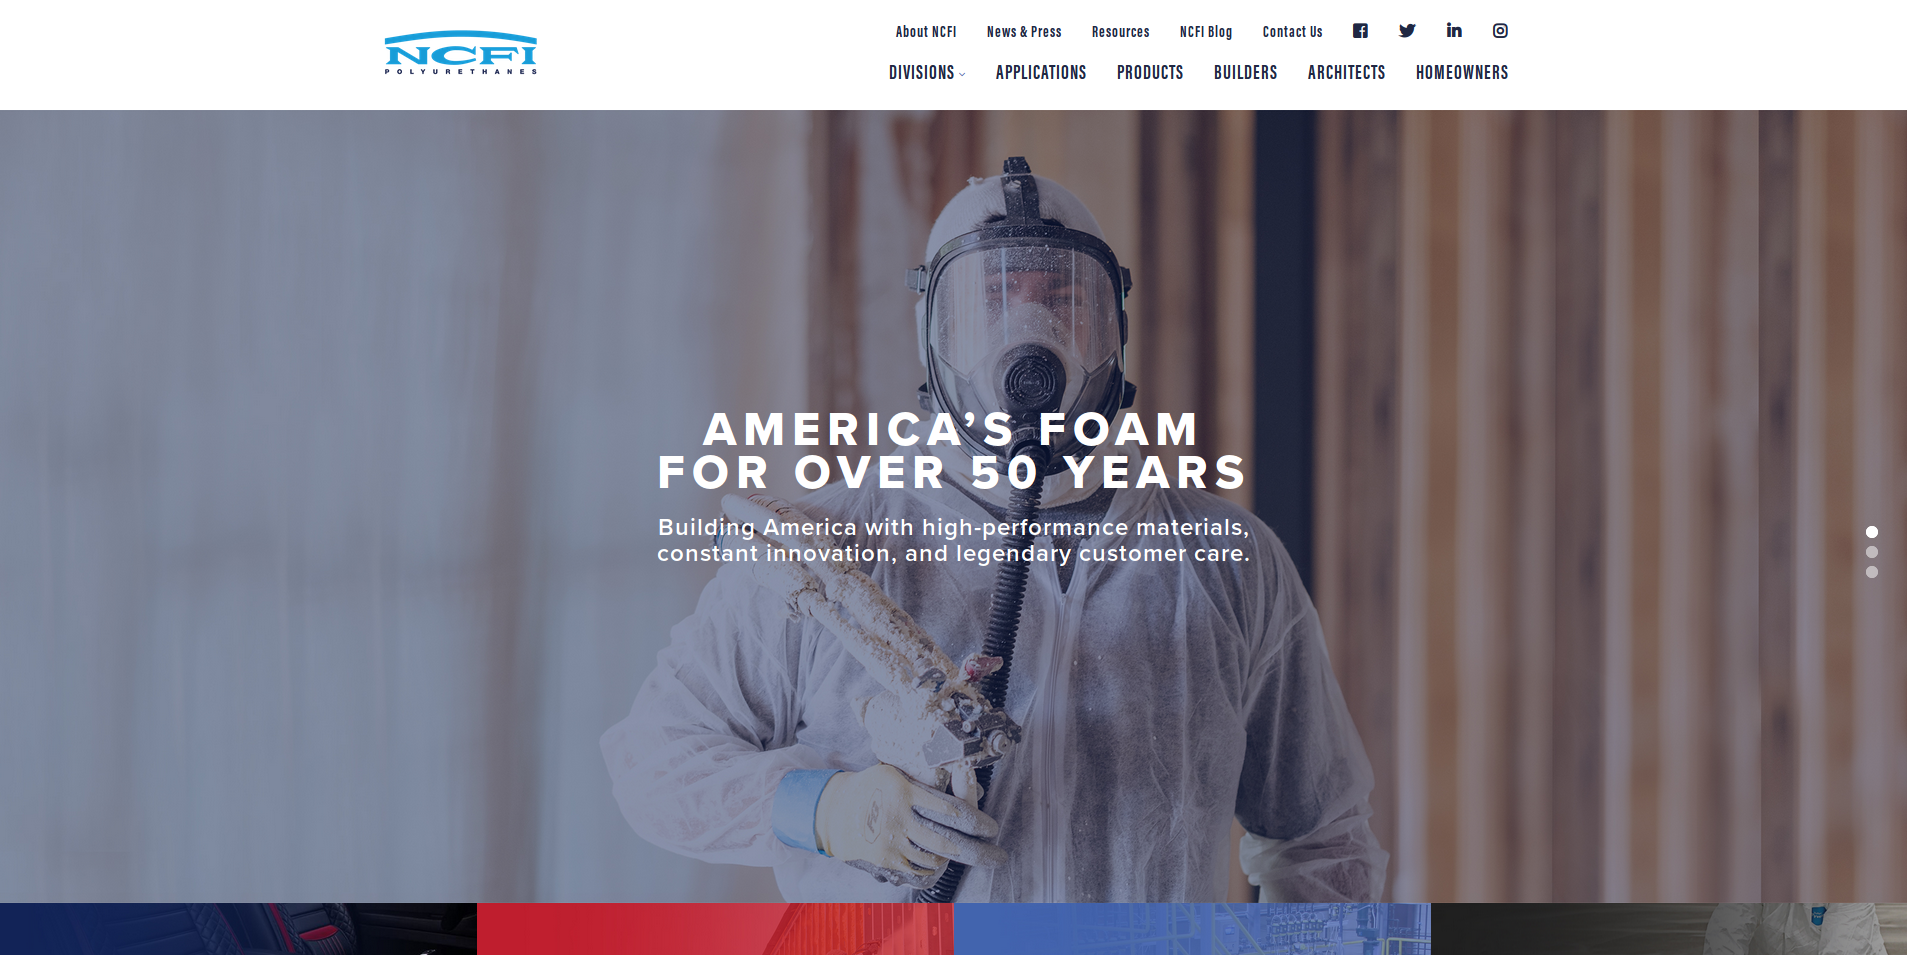 NCFI
POLYURETHANES
About NCFI
News & Press
Resources
NCFI Blog
Contact Us
DIVISIONS
APPLICATIONS
PRODUCTS
BUILDERS
ARCHITECTS
HOMEOWNERS
AMERICA’S FOAM
FOR OVER 50 YEARS
Building America with high-performance materials,
constant innovation, and legendary customer care.